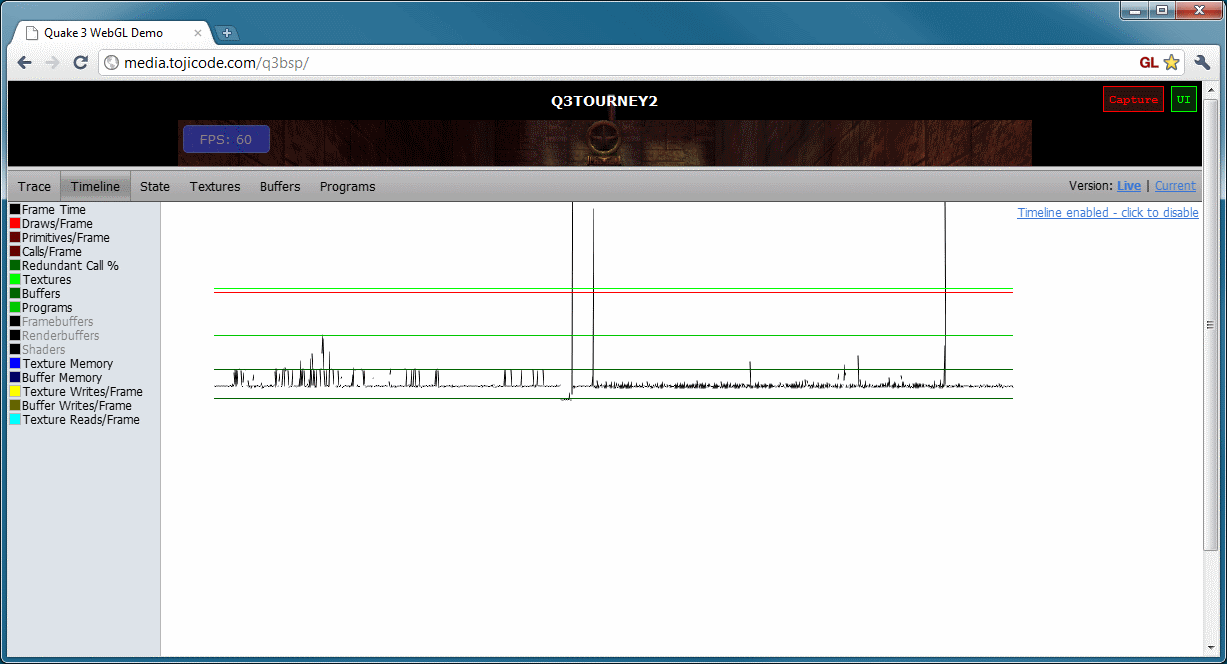 Quake 3 WebGL Demo
media.tojicode.com/q3bsp/
GL
Q3TOURNEY2
Capture
UI
FPS: 60
Trace Timeline State Textures Buffers Programs
Version: Live | Current
Timeline enabled - click to disable
Frame Time
Draws/Frame
Primitives/Frame
Calls/Frame
Redundant Call %
Textures
Buffers
Programs
Framebuffers
Renderbuffers
Shaders
Texture Memory
Buffer Memory
Texture Writes/Frame
Buffer Writes/Frame
Texture Reads/Frame